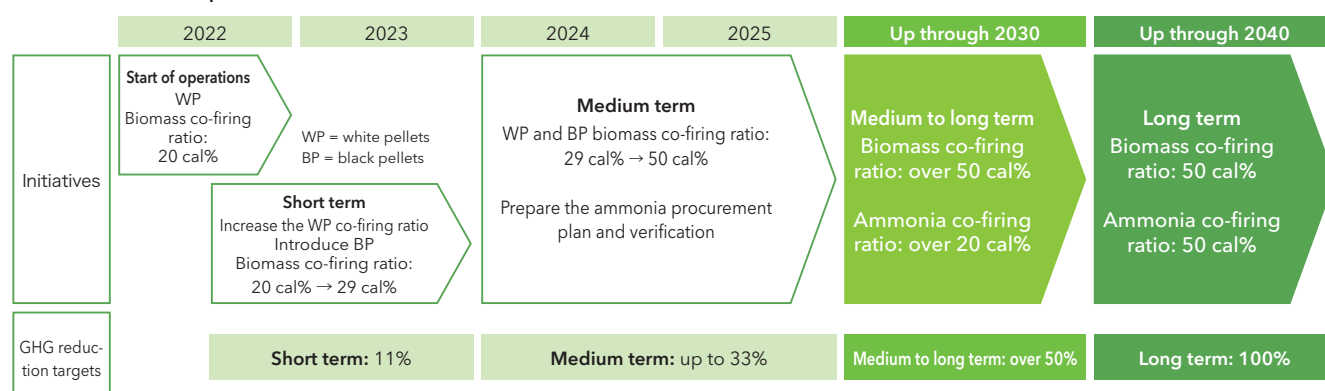 2022
2023
2024
2025
Up through 2030
Up through 2040
Initiatives
Start of operations
WP
Biomass co-firing
ratio:
20 cal%
WP = white pellets
BP = black pellets
Short term
Increase the WP co-firing ratio
Introduce BP
Biomass co-firing ratio:
20 cal% → 29 cal%
Medium term
WP and BP biomass co-firing ratio:
29 cal% → 50 cal%
Prepare the ammonia procurement
plan and verification
Medium to long term
Biomass co-firing
ratio: over 50 cal%
Ammonia co-firing
ratio: over 20 cal%
Long term
Biomass co-firing
ratio: 50 cal%
Ammonia co-firing
ratio: 50 cal%
GHG reduc-
tion targets
Short term: 11%
Medium term: up to 33%
Medium to long term: over 50%
Long term: 100%